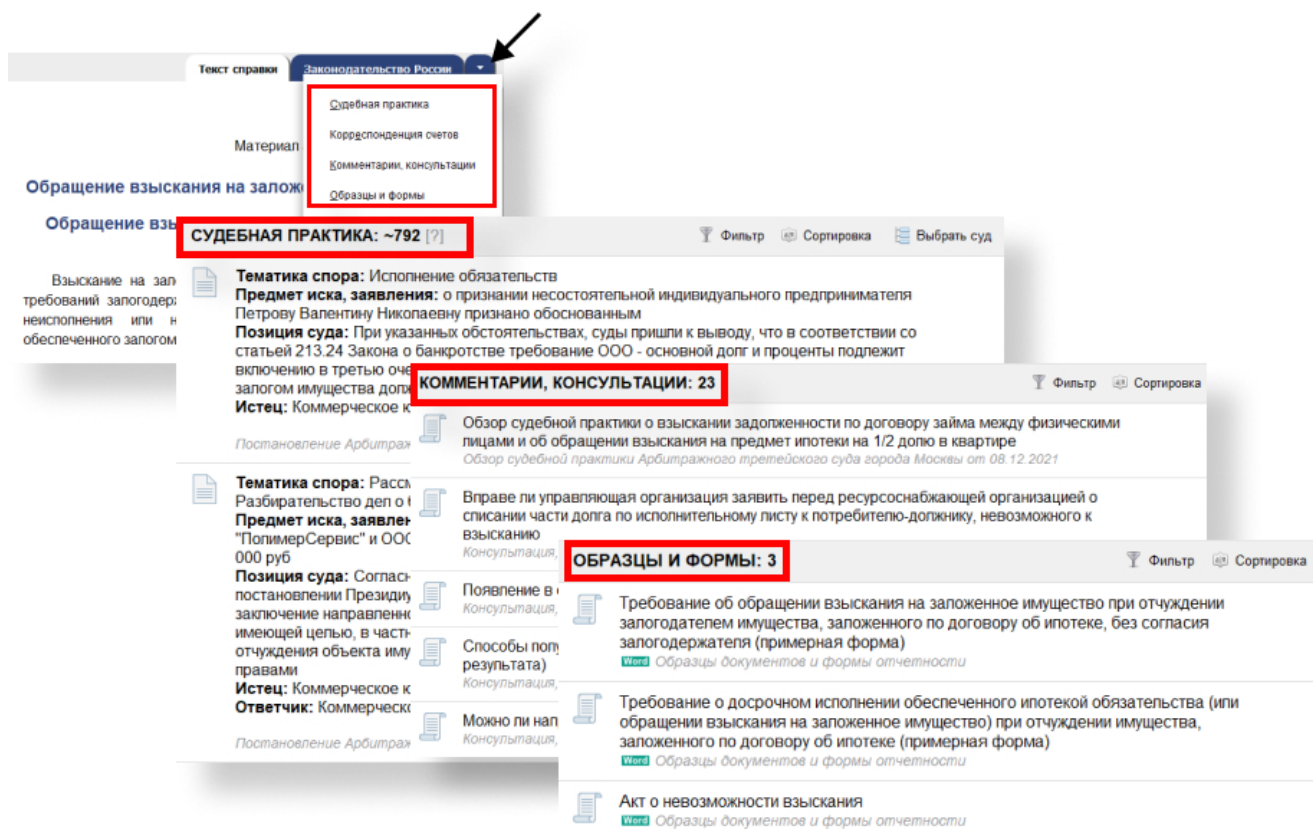 Текст справки
Законодательство России
Судебная практика
Корреспонденция счетов
Комментарии, консультации
Образцы и формы
Материал
Обращение взыскания на залож
Обращение взы
Взыскание на зал
требований залогодер
неисполнения или н
обеспеченного залогом
СУДЕБНАЯ ПРАКТИКА: ~792 [?]
Фильтр Сортировка Выбрать суд
Тематика спора: Исполнение обязательств
Предмет иска, заявления: о признании несостоятельной индивидуального предпринимателя
Петрову Валентину Николаевну признано обоснованным
Позиция суда: При указанных обстоятельствах, суды пришли к выводу, что в соответствии со
статьей 213.24 Закона о банкротстве требование ООО - основной долг и проценты подлежит
включению в третью оче
залогом имущества долж
Истец: Коммерческое к
Постановление Арбитраж
Тематика спора: Рассм
Разбирательство дел о
Предмет иска, заявлен
"ПолимерСервис" и ООО
000 руб
Позиция суда: Согласн
постановлении Президиу
заключение направленно
имеющей целью, в частн
отчуждения объекта иму
правами
Истец: Коммерческое к
Ответчик: Коммерческо
Постановление Арбитраж
КОММЕНТАРИИ, КОНСУЛЬТАЦИИ: 23
Фильтр Сортировка
Обзор судебной практики о взыскании задолженности по договору займа между физическими
лицами и об обращении взыскания на предмет ипотеки на 1/2 долю в квартире
Обзор судебной практики Арбитражного третейского суда города Москвы от 08.12.2021
Вправе ли управляющая организация заявить перед ресурсоснабжающей организацией о
списании части долга по исполнительному листу к потребителю-должнику, невозможного к
взысканию
Консультация,
Появление в
Консультация,
Способы полу
результата)
Консультация,
Можно ли нап
Консультация,
ОБРАЗЦЫ И ФОРМЫ: 3
Фильтр Сортировка
Требование об обращении взыскания на заложенное имущество при отчуждении
залогодателем имущества, заложенного по договору об ипотеке, без согласия
залогодержателя (примерная форма)
Word Образцы документов и формы отчетности
Требование о досрочном исполнении обеспеченного ипотекой обязательства (или
обращении взыскания на заложенное имущество) при отчуждении имущества,
заложенного по договору об ипотеке (примерная форма)
Word Образцы документов и формы отчетности
Акт о невозможности взыскания
Word Образцы документов и формы отчетности